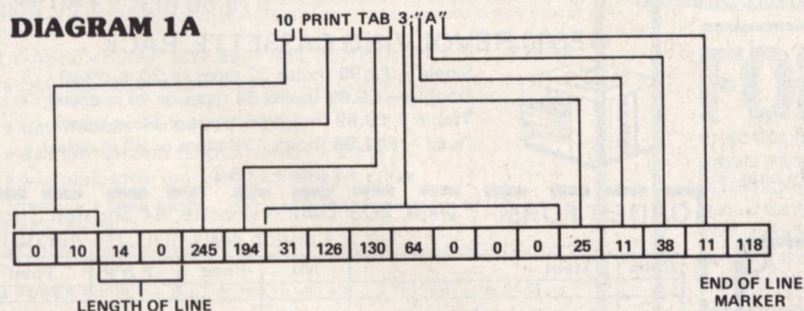 DIAGRAM 1A
10 PRINT TAB 3;"A"
0 10 14 0 245 194 31 126 130 64 0 0 0 25 11 38 11 118
LENGTH OF LINE
END OF LINE
MARKER